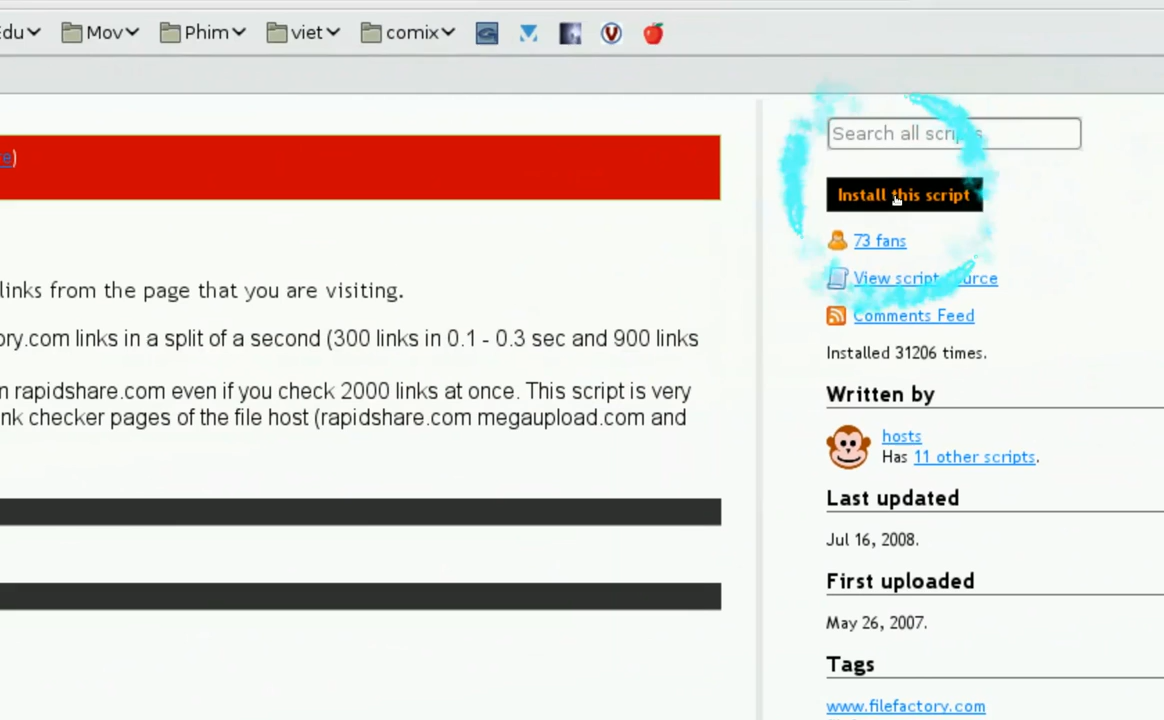 Edu Mov Phim viet comix
Search all scripts
e)
Install this script
73 fans
links from the page that you are visiting.
View script source
Comments Feed
ory.com links in a split of a second (300 links in 0.1 - 0.3 sec and 900 links
Installed 31206 times.
n rapidshare.com even if you check 2000 links at once. This script is very
nk checker pages of the file host (rapidshare.com megaupload.com and
Written by
hosts
Has 11 other scripts.
Last updated
Jul 16, 2008.
First uploaded
May 26, 2007.
Tags
www.filefactory.com